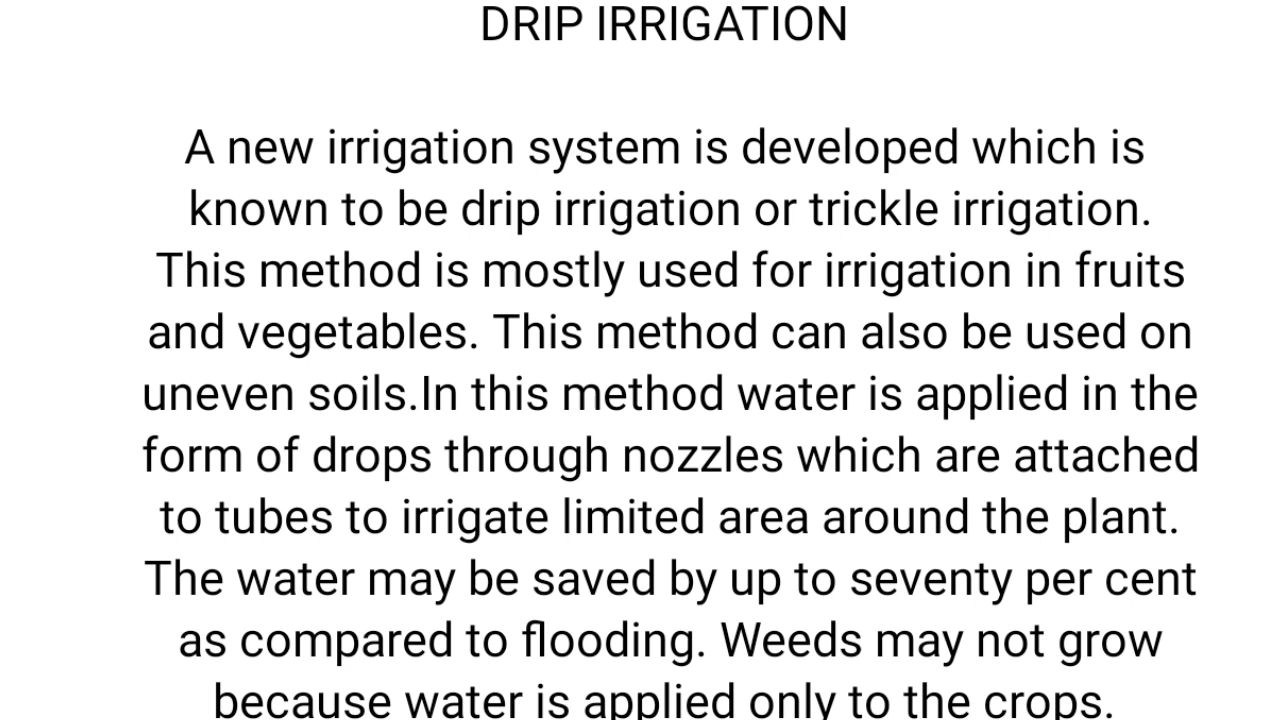 DRIP IRRIGATION
A new irrigation system is developed which is
known to be drip irrigation or trickle irrigation.
This method is mostly used for irrigation in fruits
and vegetables. This method can also be used on
uneven soils.In this method water is applied in the
form of drops through nozzles which are attached
to tubes to irrigate limited area around the plant.
The water may be saved by up to seventy per cent
as compared to flooding. Weeds may not grow
because water is applied only to the crops.